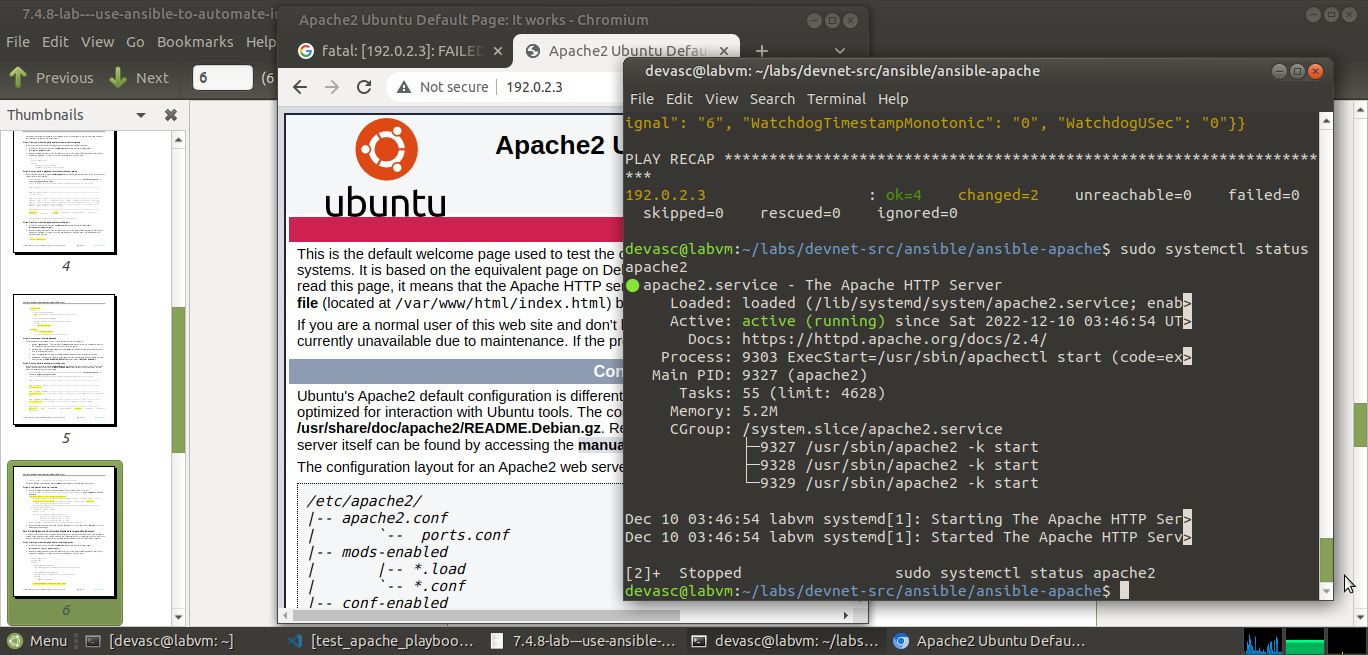 7.4.8-lab---use-ansible-to-automate-i
File Edit View Go Bookmarks Help
Previous Next 6 (6
Thumbnails
4
5
6
Apache2 Ubuntu Default Page: It works - Chromium
fatal: [192.0.2.3]: FAILED
Apache2 Ubuntu Defau
Not secure 192.0.2.3
ubuntu
Apache2 U
This is the default welcome page used to test the c
systems. It is based on the equivalent page on De
read this page, it means that the Apache HTTP se
file (located at /var/www/html/index.html) b
If you are a normal user of this web site and don't
currently unavailable due to maintenance. If the pr
Con
Ubuntu's Apache2 default configuration is different
optimized for interaction with Ubuntu tools. The co
/usr/share/doc/apache2/README.Debian.gz. Re
server itself can be found by accessing the manua
The configuration layout for an Apache2 web serve
/etc/apache2/
|-- apache2.conf
|       `--  ports.conf
|-- mods-enabled
|       |-- *.load
|       `-- *.conf
|-- conf-enabled
devasc@labvm: ~/labs/devnet-src/ansible/ansible-apache
File Edit View Search Terminal Help
ignal": "6", "WatchdogTimestampMonotonic": "0", "WatchdogUSec": "0"}}
PLAY RECAP ******************************************************************
***
192.0.2.3                  : ok=4    changed=2    unreachable=0    failed=0
  skipped=0    rescued=0    ignored=0
devasc@labvm:~/labs/devnet-src/ansible/ansible-apache$ sudo systemctl status
apache2
● apache2.service - The Apache HTTP Server
     Loaded: loaded (/lib/systemd/system/apache2.service; enab>
     Active: active (running) since Sat 2022-12-10 03:46:54 UT>
       Docs: https://httpd.apache.org/docs/2.4/
    Process: 9303 ExecStart=/usr/sbin/apachectl start (code=ex>
   Main PID: 9327 (apache2)
      Tasks: 55 (limit: 4628)
     Memory: 5.2M
     CGroup: /system.slice/apache2.service
             ├─9327 /usr/sbin/apache2 -k start
             ├─9328 /usr/sbin/apache2 -k start
             └─9329 /usr/sbin/apache2 -k start
Dec 10 03:46:54 labvm systemd[1]: Starting The Apache HTTP Ser>
Dec 10 03:46:54 labvm systemd[1]: Started The Apache HTTP Serv>
[2]+  Stopped                 sudo systemctl status apache2
devasc@labvm:~/labs/devnet-src/ansible/ansible-apache$
Menu [devasc@labvm: ~] [test_apache_playboo... 7.4.8-lab---use-ansible-... devasc@labvm: ~/labs... Apache2 Ubuntu Defau...